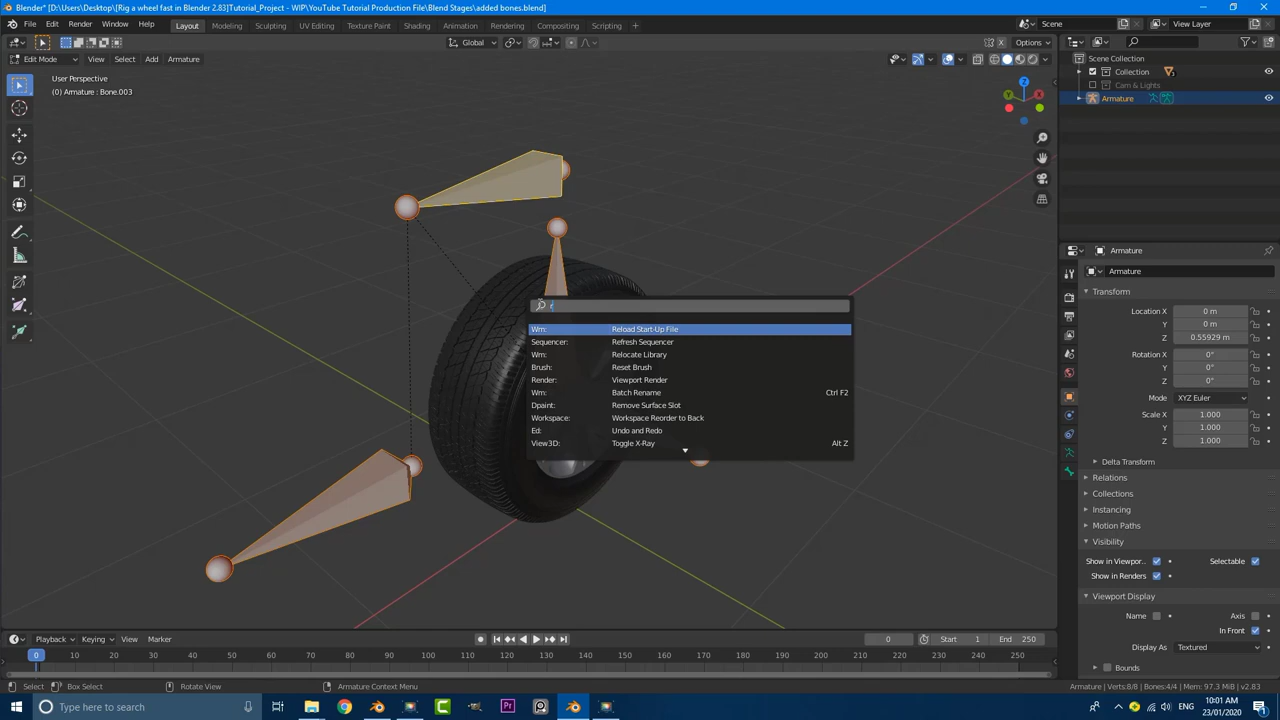 Blender* [D:\Users\Desktop\[Rig a wheel fast in Blender 2.83]Tutorial_Project - WIP\YouTube Tutorial Production File\Blend Stages\added bones.blend]
File Edit Render Window Help
Layout Modeling Sculpting UV Editing Texture Paint Shading Animation Rendering Compositing Scripting +
Scene
View Layer
Global
X
Options
Edit Mode View Select Add Armature
User Perspective
(0) Armature : Bone.003
Z
Y
X
Scene Collection
Collection
Cam & Lights
Armature
r
Wm: Reload Start-Up File
Sequencer: Refresh Sequencer
Wm: Relocate Library
Brush: Reset Brush
Render: Viewport Render
Wm: Batch Rename Ctrl F2
Dpaint: Remove Surface Slot
Workspace: Workspace Reorder to Back
Ed: Undo and Redo
View3D: Toggle X-Ray Alt Z
Armature
Armature
Transform
Location X 0 m
Y 0 m
Z 0.55929 m
Rotation X 0°
Y 0°
Z 0°
Mode XYZ Euler
Scale X 1.000
Y 1.000
Z 1.000
Delta Transform
Relations
Collections
Instancing
Motion Paths
Visibility
Show in Viewpor.. Selectable
Show in Renders
Viewport Display
Name Axis
In Front
Display As Textured
Bounds
Playback Keying View Marker
0 Start 1 End 250
0 10 20 30 40 50 60 70 80 90 100 110 120 130 140 150 160 170 180 190 200 210 220 230 240 250
Select Box Select Rotate View Armature Context Menu
Armature | Verts:8/8 | Bones:4/4 | Mem: 97.3 MiB | v2.83
Type here to search
Pr
10:01 AM
23/01/2020